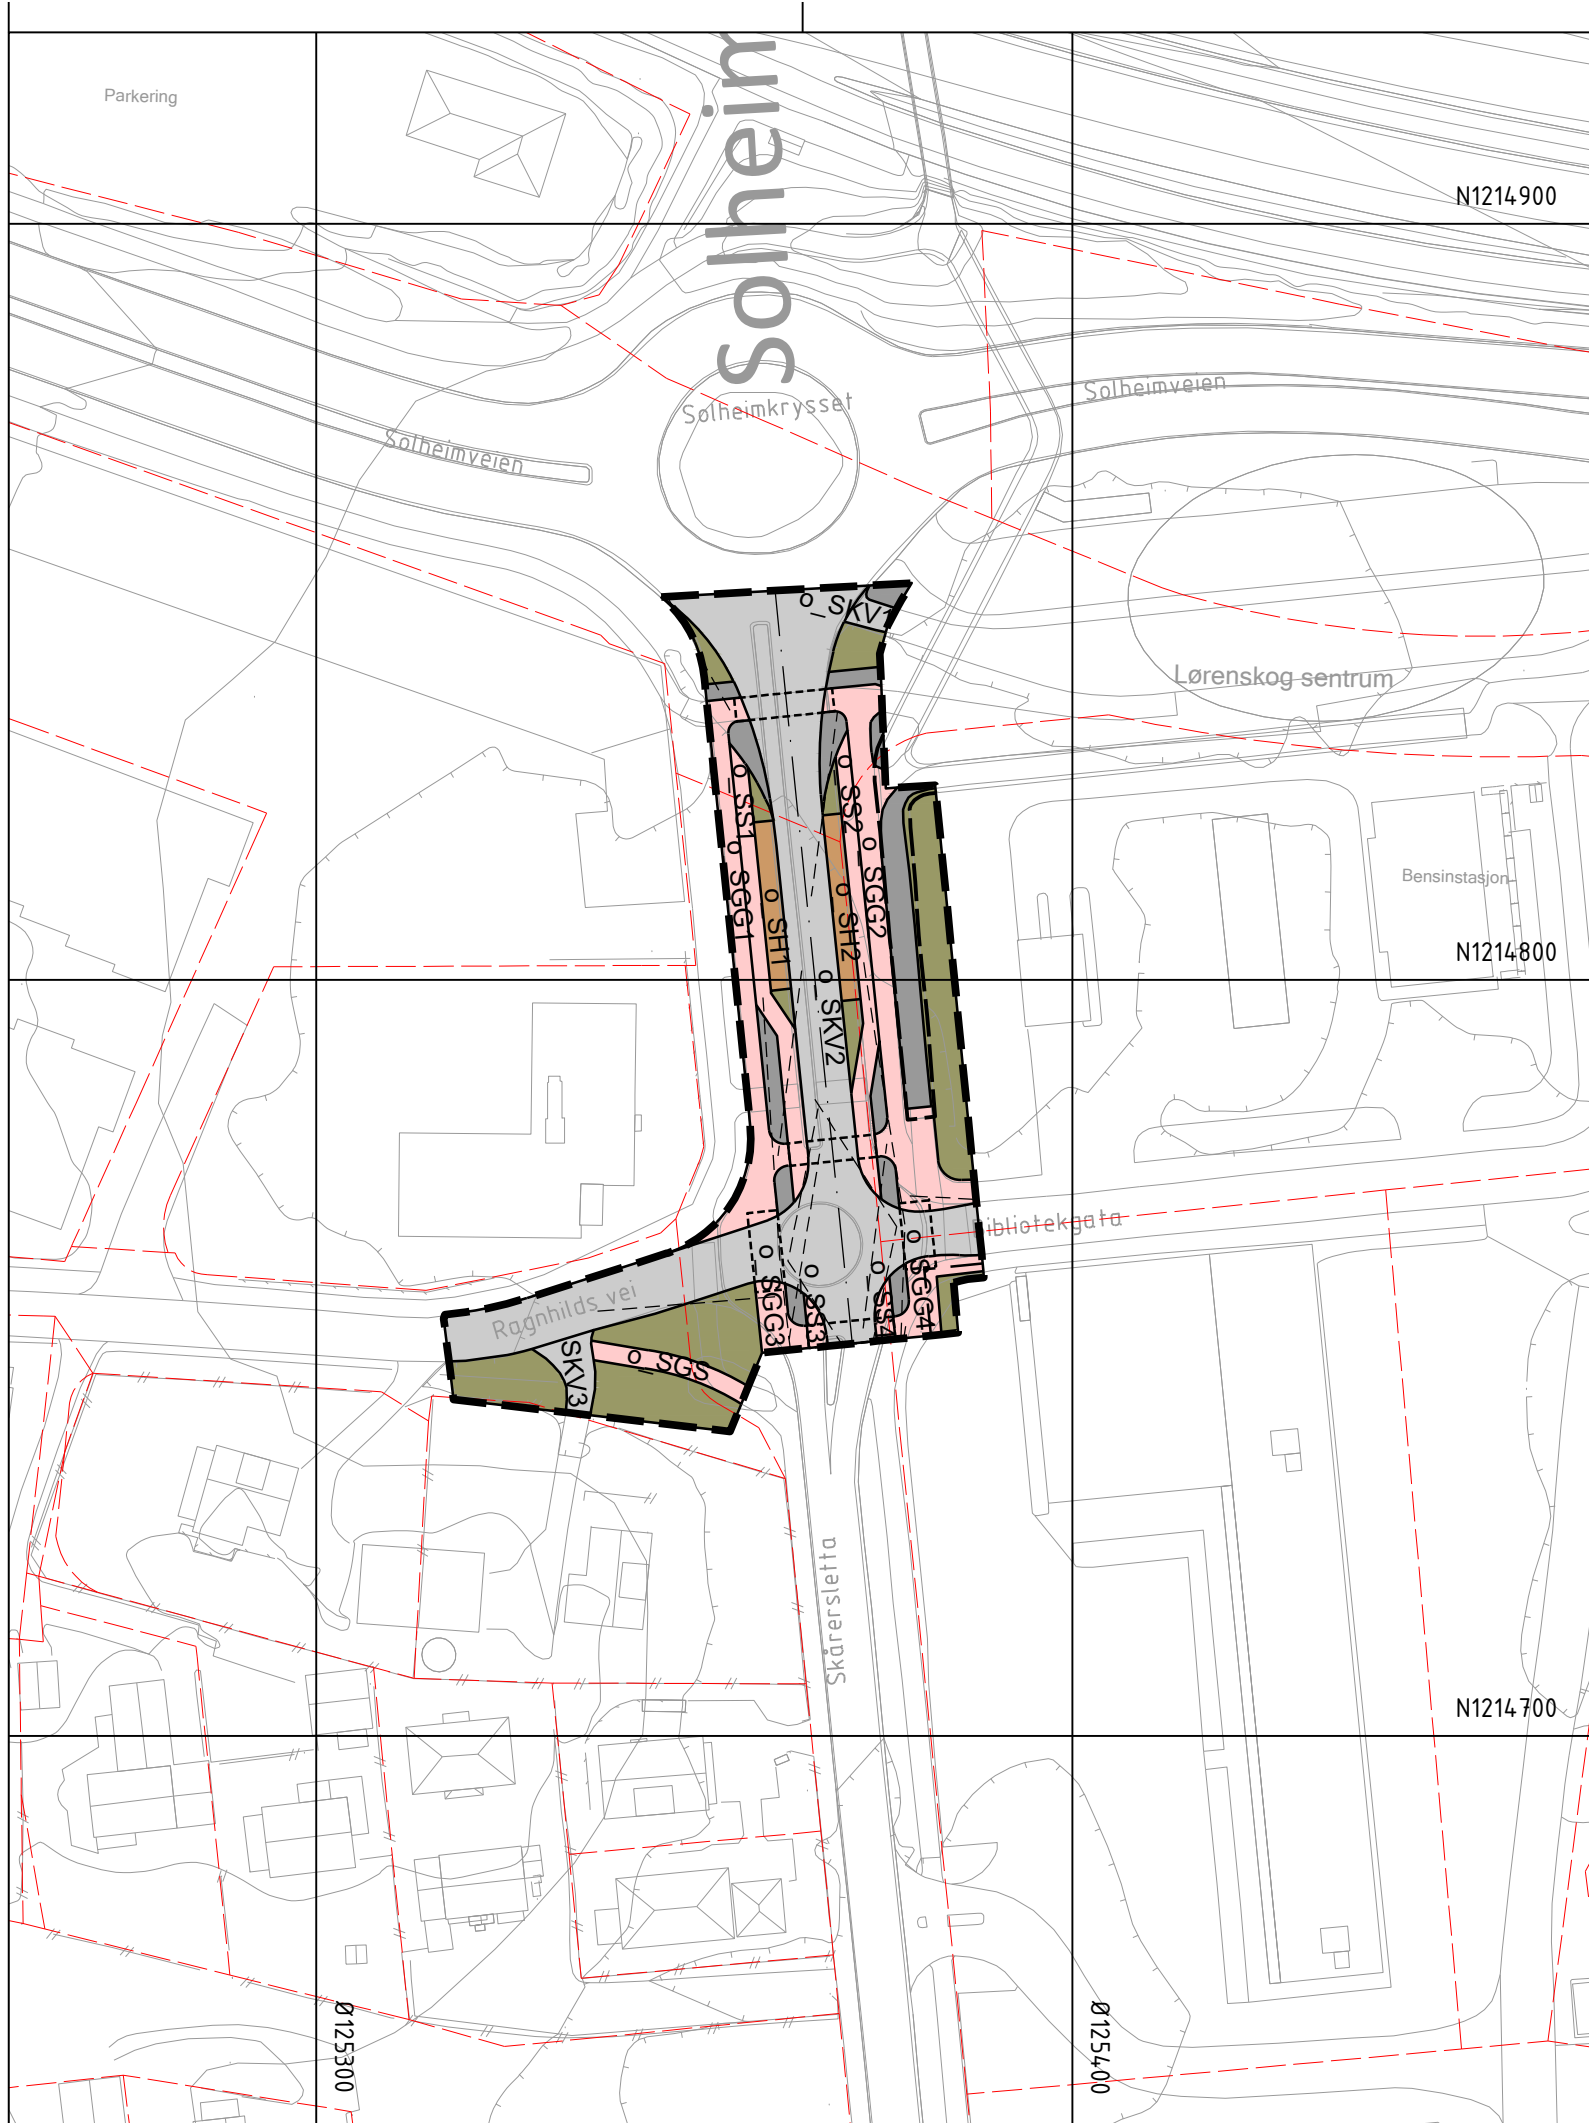 Parkering
Solheim
N1214900
Solheimkrysset
Solheimveien
Solheimveien
o_SKV1
Lørenskog sentrum
o_SS1
o_SS2
o_SGG1
o_SGG2
o_SH1
o_SH2
Bensinstasjon
N1214800
o_SKV2
Bibliotekgata
o_SGG3
o_SS3
o_SS4
o_SGG4
Ragnhilds vei
SKV3
o_SGS
Skårersletta
N1214700
Ø125300
Ø125400